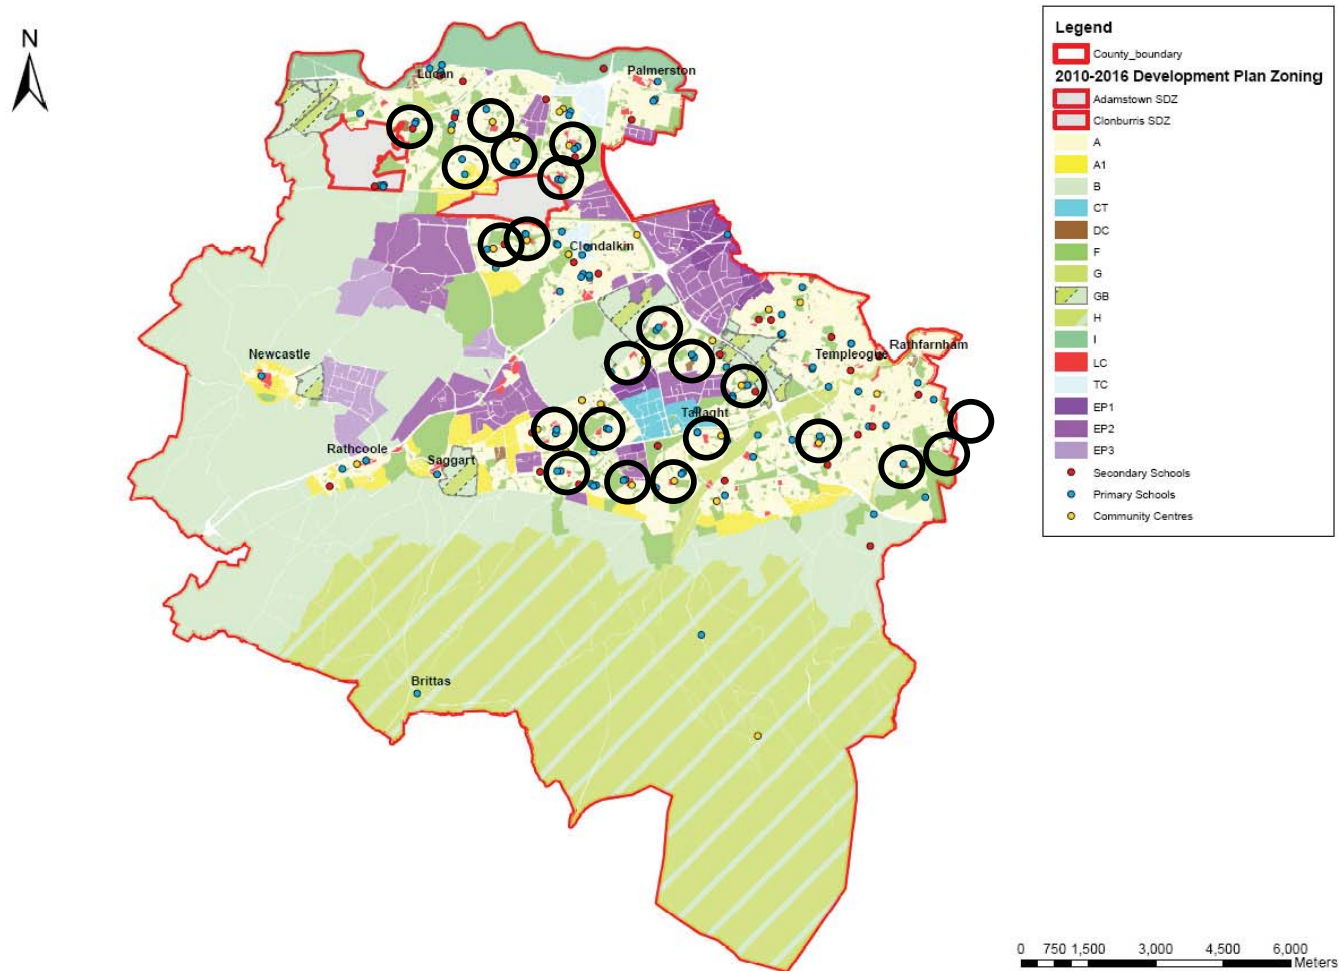 N
Lucan
Palmerston
Clondalkin
Newcastle
Templeogue
Rathfarnham
Tallaght
Rathcoole
Saggart
Brittas
Legend
County_boundary
2010-2016 Development Plan Zoning
Adamstown SDZ
Clonburris SDZ
A
A1
B
CT
DC
F
G
GB
H
I
LC
TC
EP1
EP2
EP3
Secondary Schools
Primary Schools
Community Centres
0 750 1,500 3,000 4,500 6,000
Meters